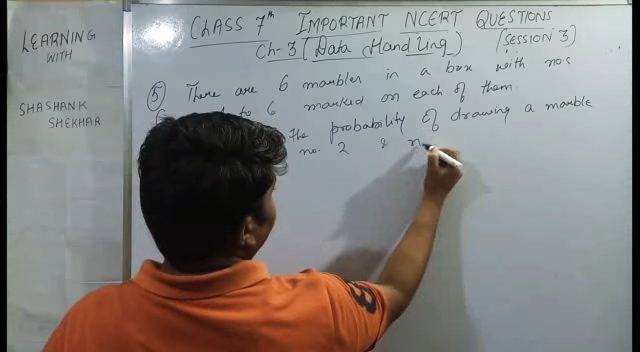 LEARNING
WITH
SHASHANK
SHEKHAR
CLASS 7th IMPORTANT NCERT QUESTIONS
Ch-3 (Data Handling) (SESSION 3)
(5) There are 6 marbles in a box with no.s
to 6 marked on each of them.
the probability of drawing a marble
no. 2 &